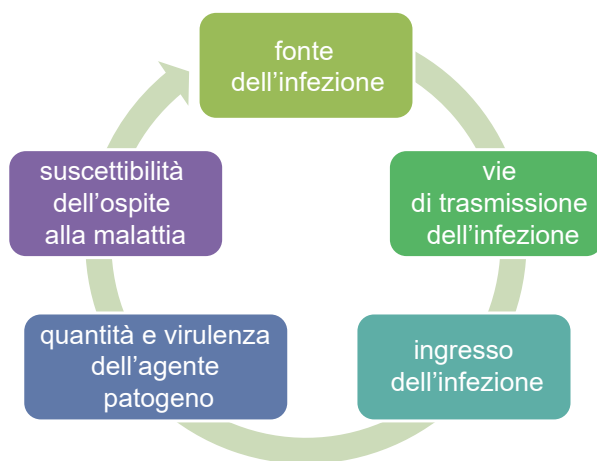 fonte
dell'infezione
vie
di trasmissione
dell'infezione
ingresso
dell'infezione
quantità e virulenza
dell'agente
patogeno
suscettibilità
dell'ospite
alla malattia